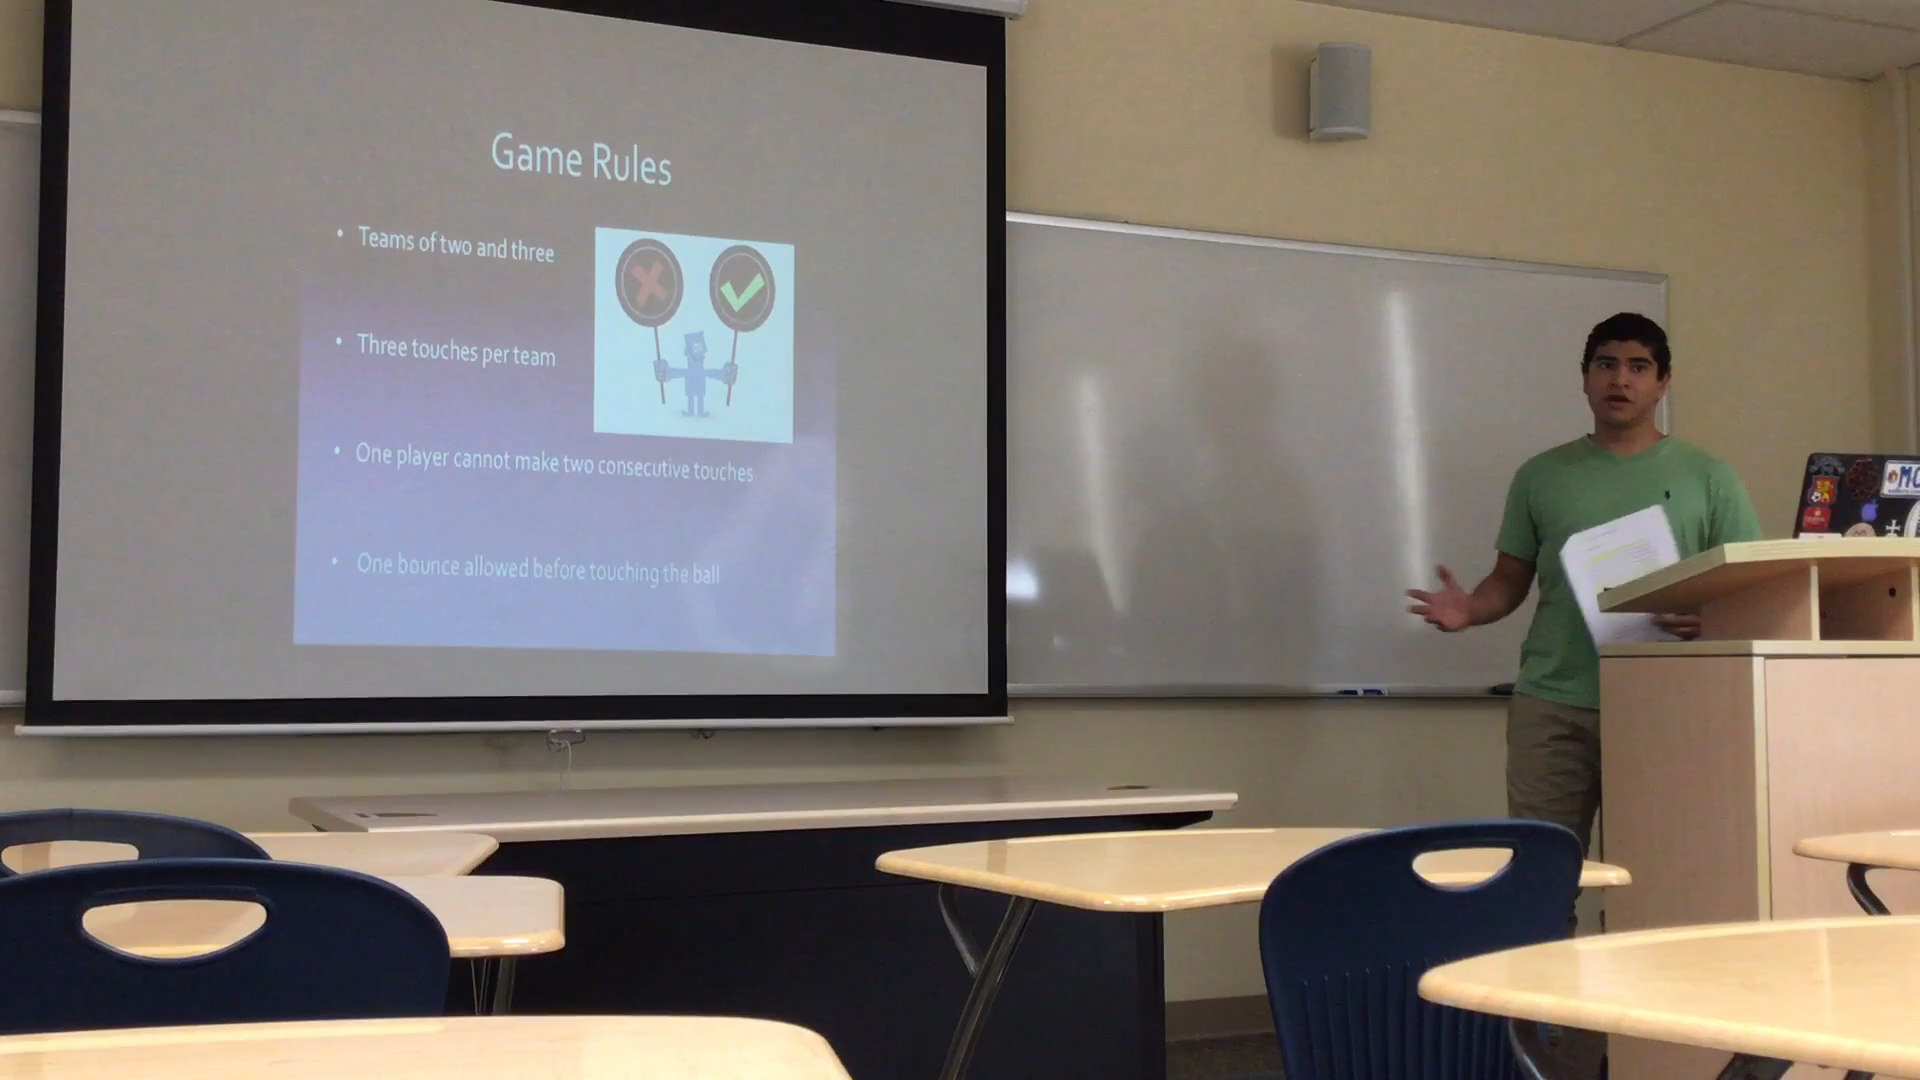 Game Rules
• Teams of two and three
• Three touches per team
• One player cannot make two consecutive touches
• One bounce allowed before touching the ball